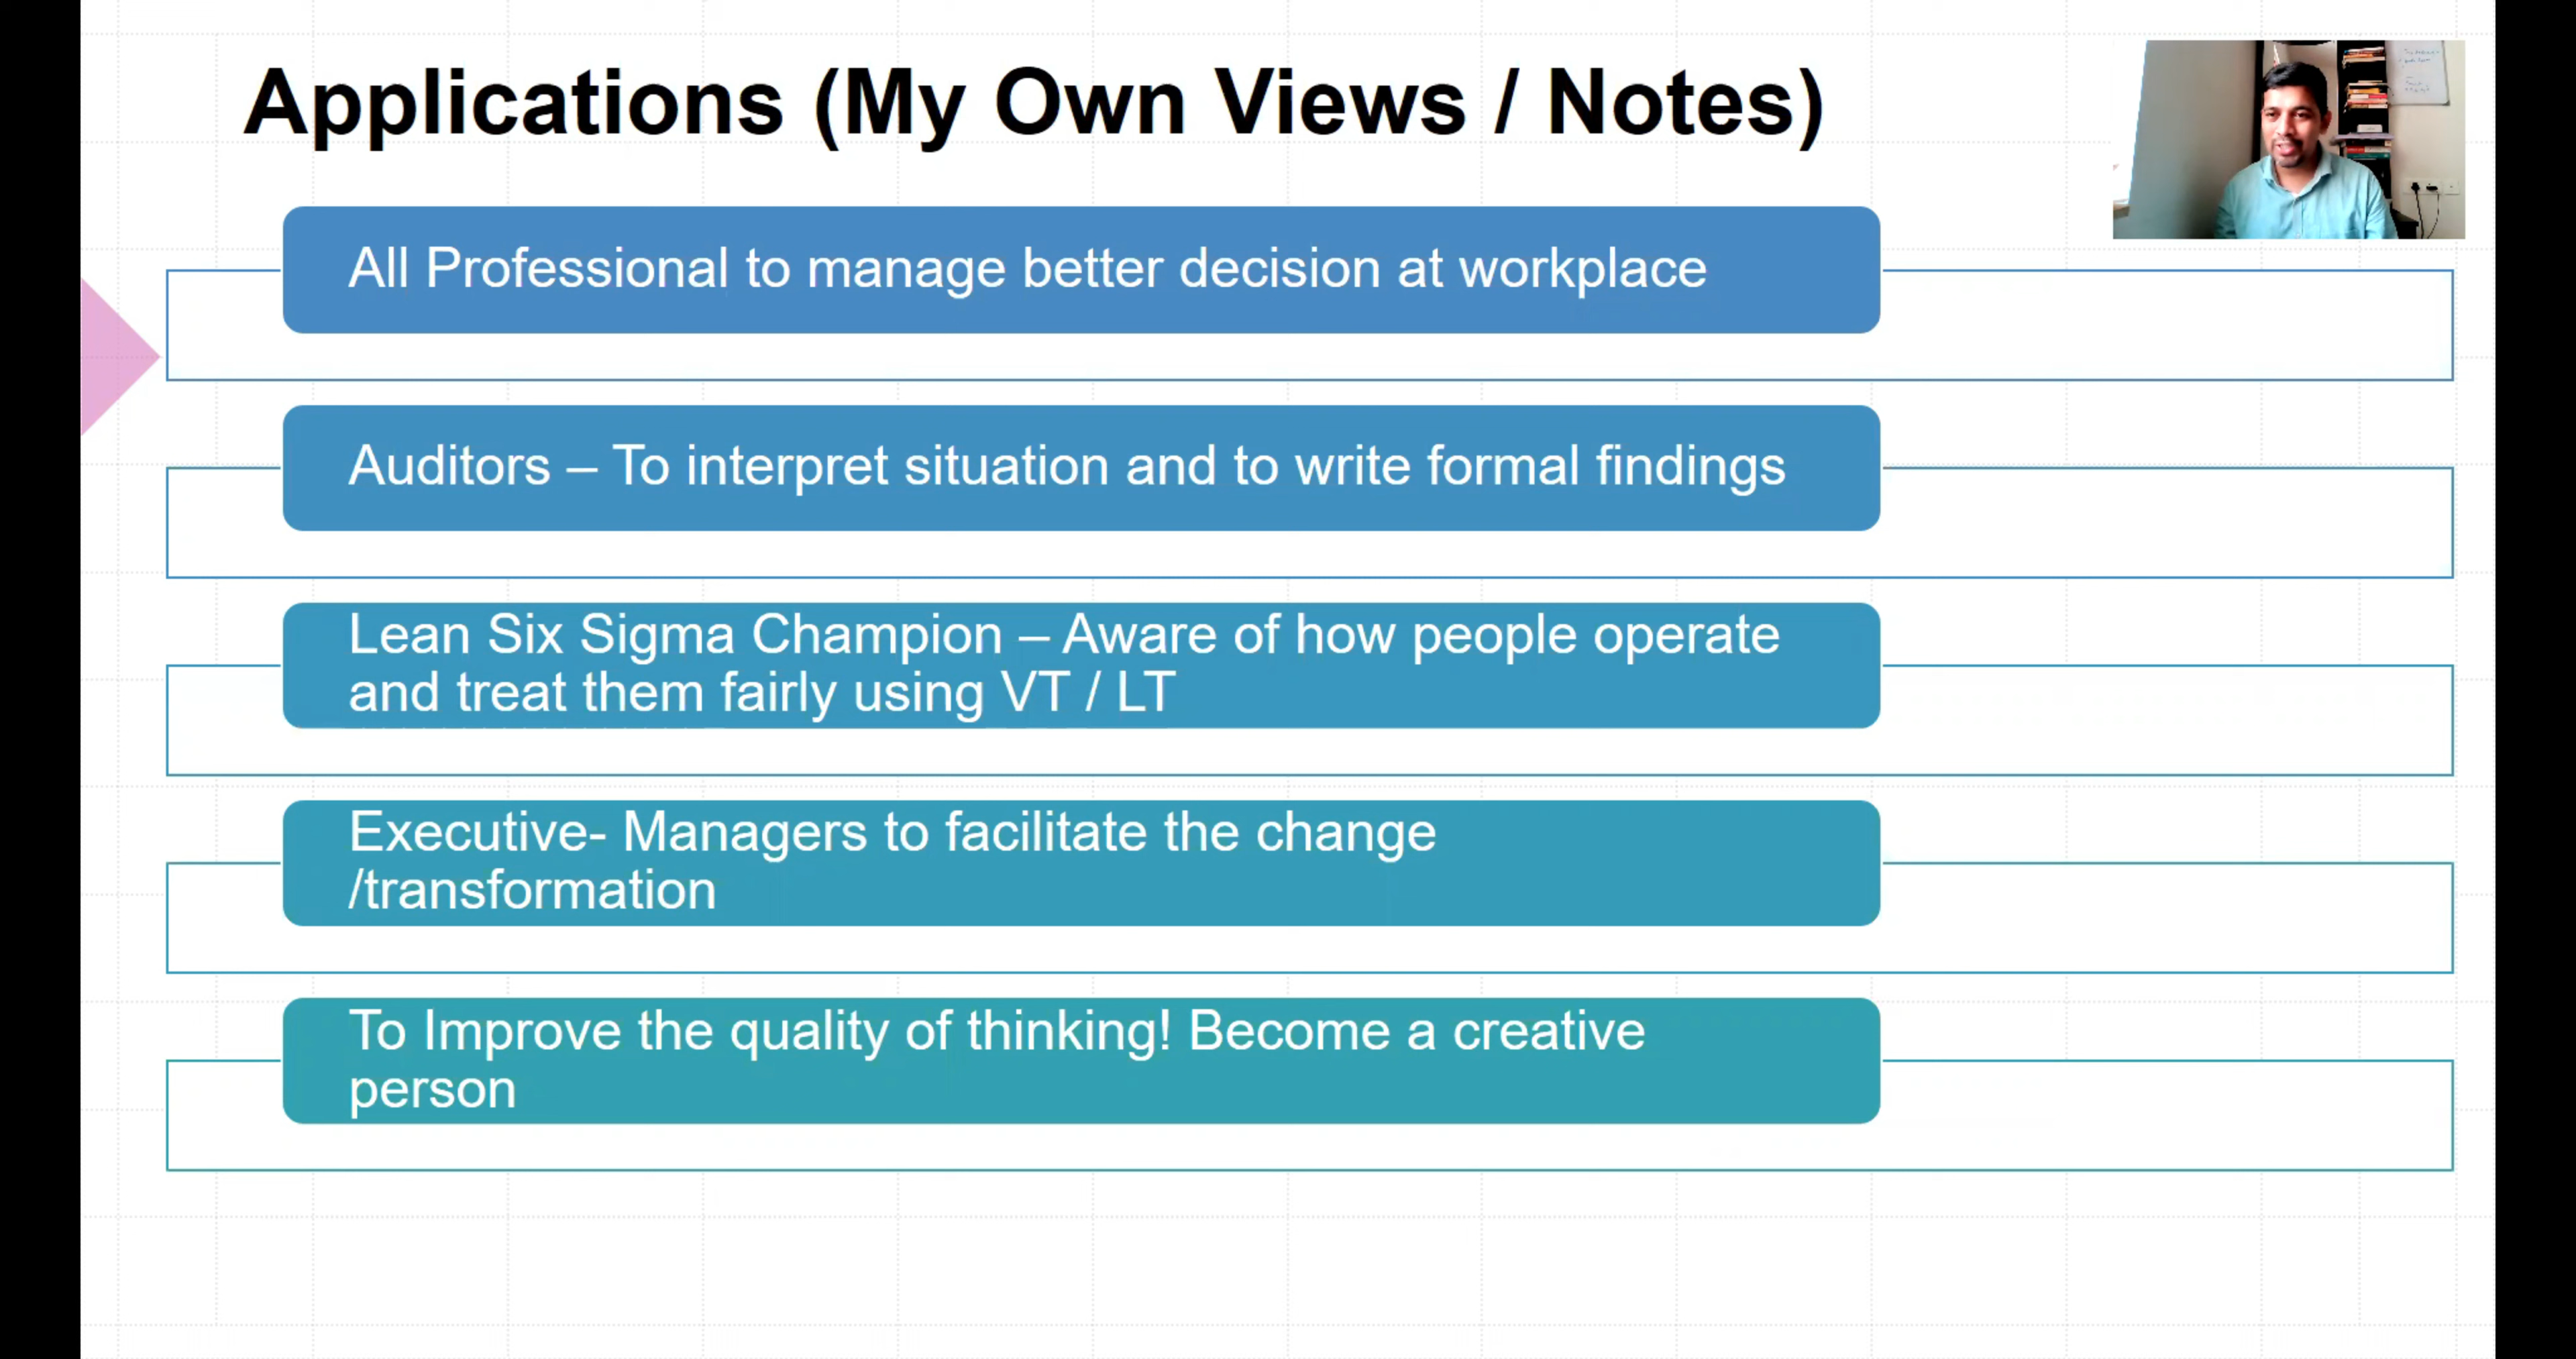 Applications (My Own Views / Notes)
All Professional to manage better decision at workplace
Auditors – To interpret situation and to write formal findings
Lean Six Sigma Champion – Aware of how people operate
and treat them fairly using VT / LT
Executive- Managers to facilitate the change
/transformation
To Improve the quality of thinking! Become a creative
person